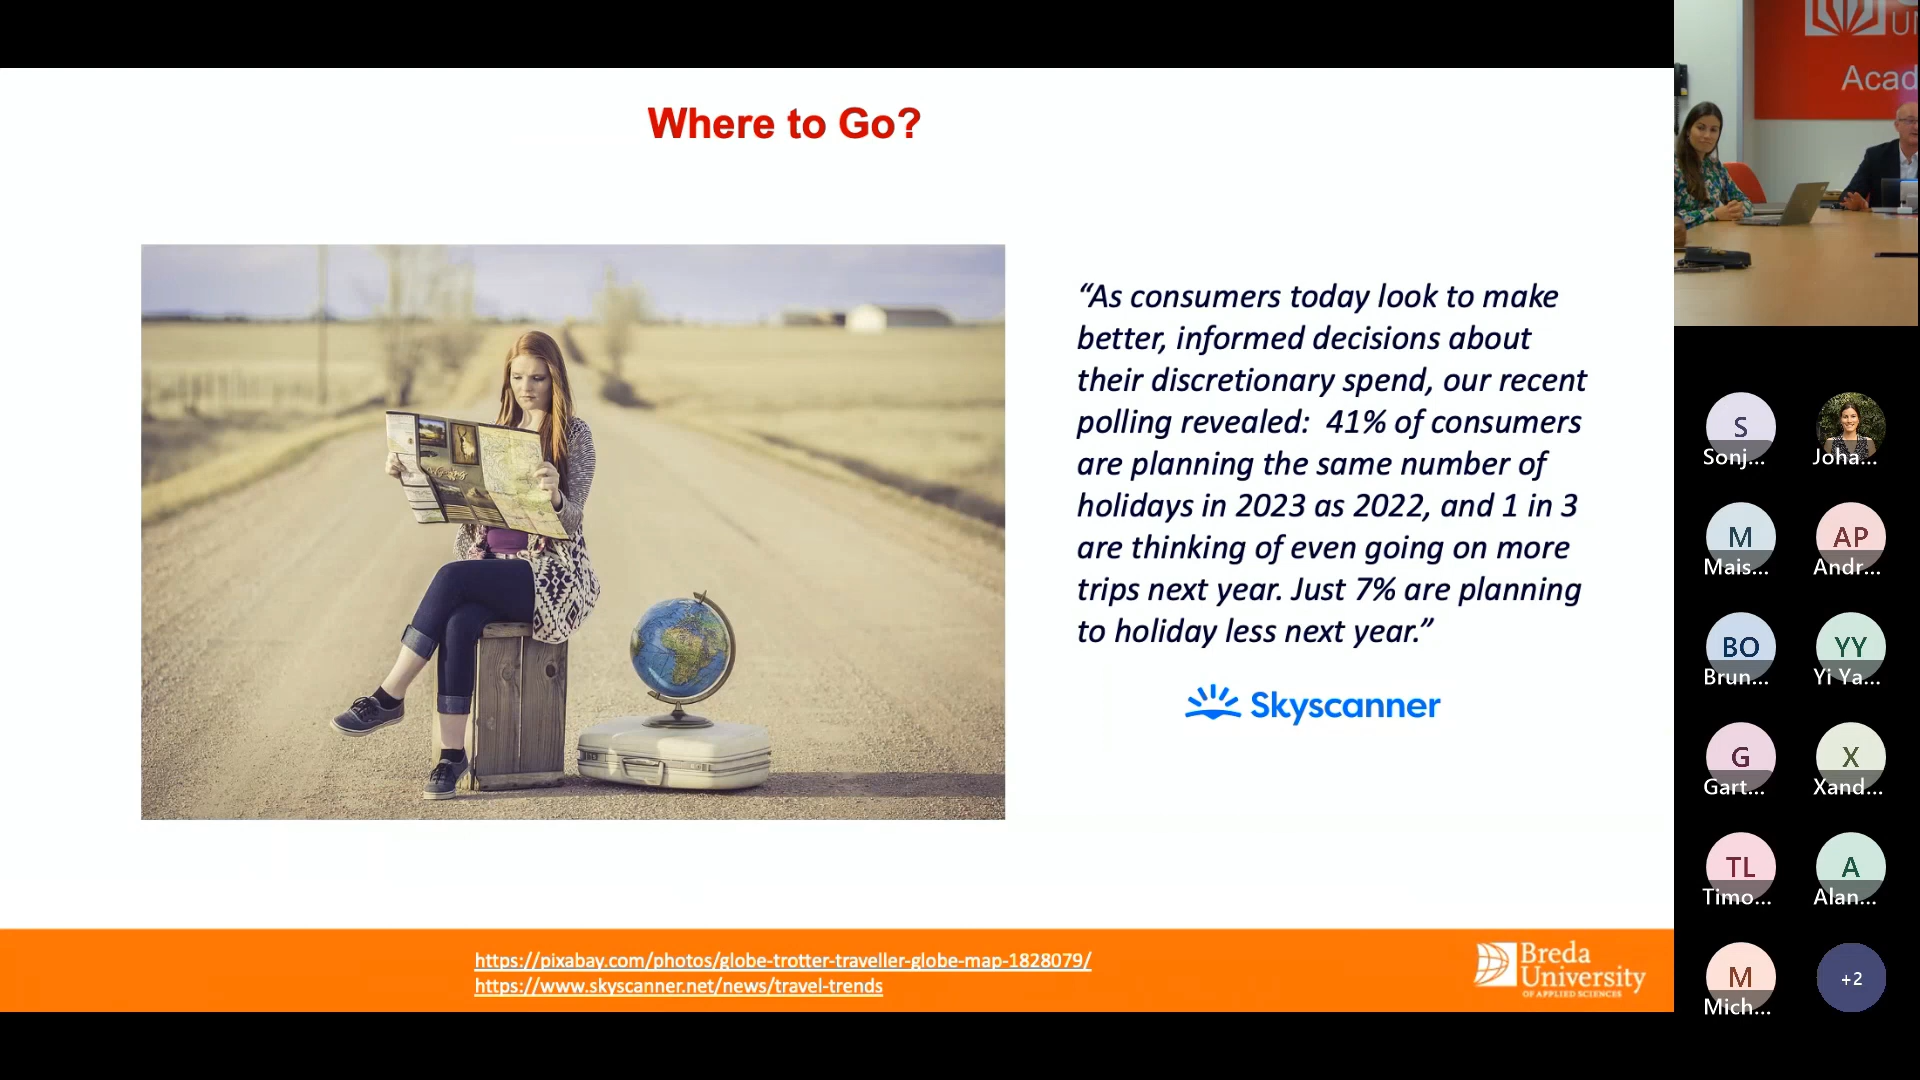 Where to Go?
“As consumers today look to make
better, informed decisions about
their discretionary spend, our recent
polling revealed:  41% of consumers
are planning the same number of
holidays in 2023 as 2022, and 1 in 3
are thinking of even going on more
trips next year. Just 7% are planning
to holiday less next year.”
Skyscanner
https://pixabay.com/photos/globe-trotter-traveller-globe-map-1828079/
https://www.skyscanner.net/news/travel-trends
Breda
University
OF APPLIED SCIENCES
UN
Acad
S
Sonj...
Joha...
M
Mais...
AP
Andr...
BO
Brun...
YY
Yi Ya...
G
Gart...
X
Xand...
TL
Timo...
A
Alan...
M
Mich...
+2